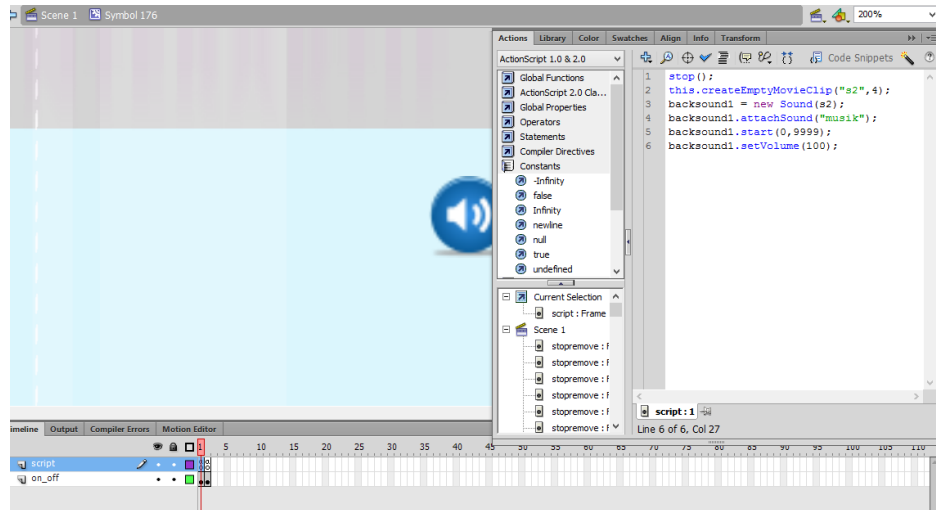 Scene 1 Symbol 176 200%
Actions Library Color Swatches Align Info Transform
ActionScript 1.0 & 2.0 Code Snippets
Global Functions
ActionScript 2.0 Cla...
Global Properties
Operators
Statements
Compiler Directives
Constants
-Infinity
false
Infinity
newline
null
true
undefined
1 stop();
2 this.createEmptyMovieClip("s2",4);
3 backsound1 = new Sound(s2);
4 backsound1.attachSound("musik");
5 backsound1.start(0,9999);
6 backsound1.setVolume(100);
Current Selection
script : Frame
Scene 1
stopremove : F
stopremove : F
stopremove : F
stopremove : F
stopremove : F
stopremove : F
script : 1
Line 6 of 6, Col 27
imeline Output Compiler Errors Motion Editor
1 5 10 15 20 25 30 35 40 45 50 55 60 65 70 75 80 85 90 95 100 105 110
script
on_off